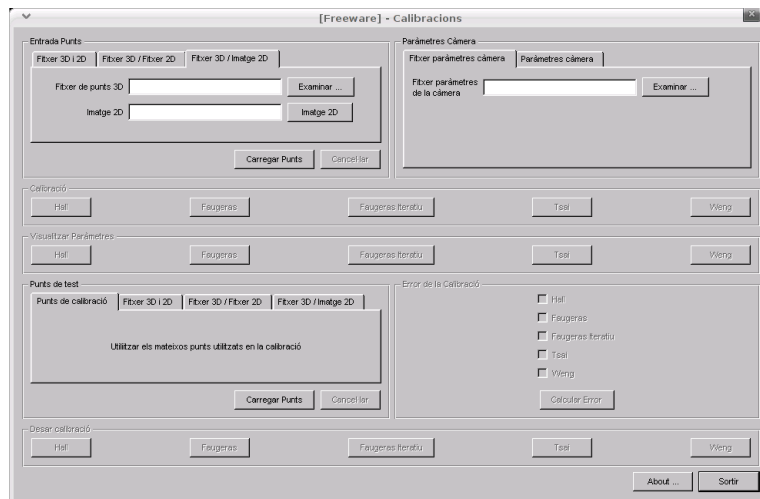 [Freeware] - Calibracions
Entrada Punts
Fitxer 3D i 2D
Fitxer 3D / Fitxer 2D
Fitxer 3D / Imatge 2D
Fitxer de punts 3D
Examinar ...
Imatge 2D
Imatge 2D
Carregar Punts
Cancel·lar
Paràmetres Càmera
Fitxer paràmetres càmera
Paràmetres càmera
Fitxer paràmetres
de la càmera
Examinar ...
Calibració
Hall
Faugeras
Faugeras Iteratiu
Tsai
Weng
Visualitzar Paràmetres
Hall
Faugeras
Faugeras Iteratiu
Tsai
Weng
Punts de test
Punts de calibració
Fitxer 3D i 2D
Fitxer 3D / Fitxer 2D
Fitxer 3D / Imatge 2D
Utilitzar els mateixos punts utilitzats en la calibració
Carregar Punts
Cancel·lar
Error de la Calibració
Hall
Faugeras
Faugeras Iteratiu
Tsai
Weng
Calcular Error
Desar calibració
Hall
Faugeras
Faugeras Iteratiu
Tsai
Weng
About ...
Sortir